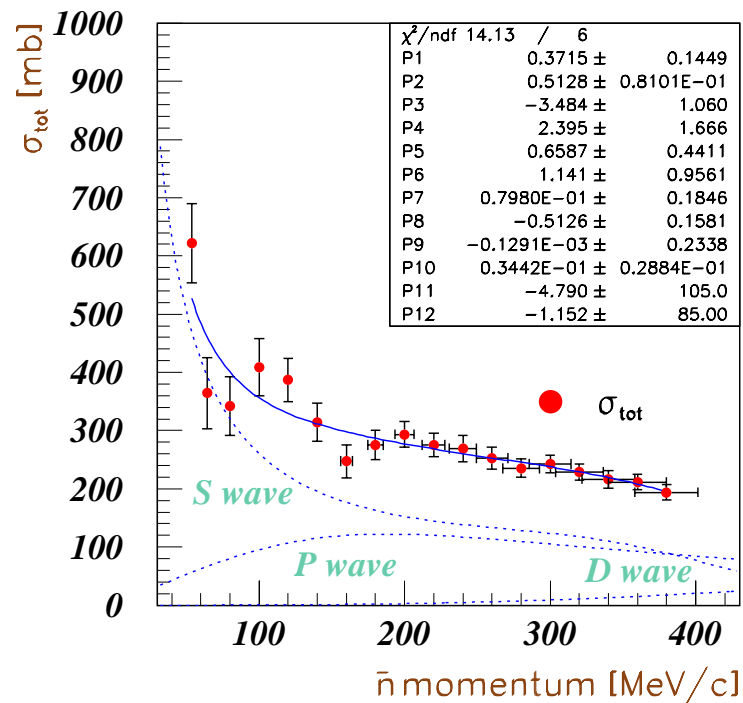 σtot [mb]
1000
900
800
700
600
500
400
300
200
100
0
χ²/ndf 14.13 / 6
P1 0.3715 ± 0.1449
P2 0.5128 ± 0.8101E-01
P3 -3.484 ± 1.060
P4 2.395 ± 1.666
P5 0.6587 ± 0.4411
P6 1.141 ± 0.9561
P7 0.7980E-01 ± 0.1846
P8 -0.5126 ± 0.1581
P9 -0.1291E-03 ± 0.2338
P10 0.3442E-01 ± 0.2884E-01
P11 -4.790 ± 105.0
P12 -1.152 ± 85.00
σtot
S wave
P wave
D wave
100 200 300 400
n̄ momentum [MeV/c]